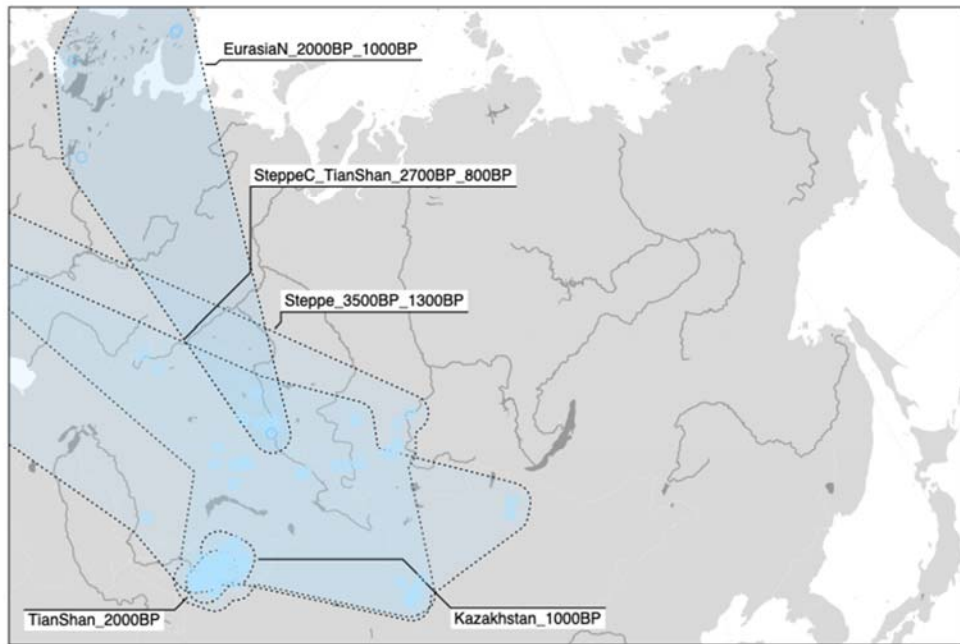 EurasiaN_2000BP_1000BP
SteppeC_TianShan_2700BP_800BP
Steppe_3500BP_1300BP
TianShan_2000BP
Kazakhstan_1000BP